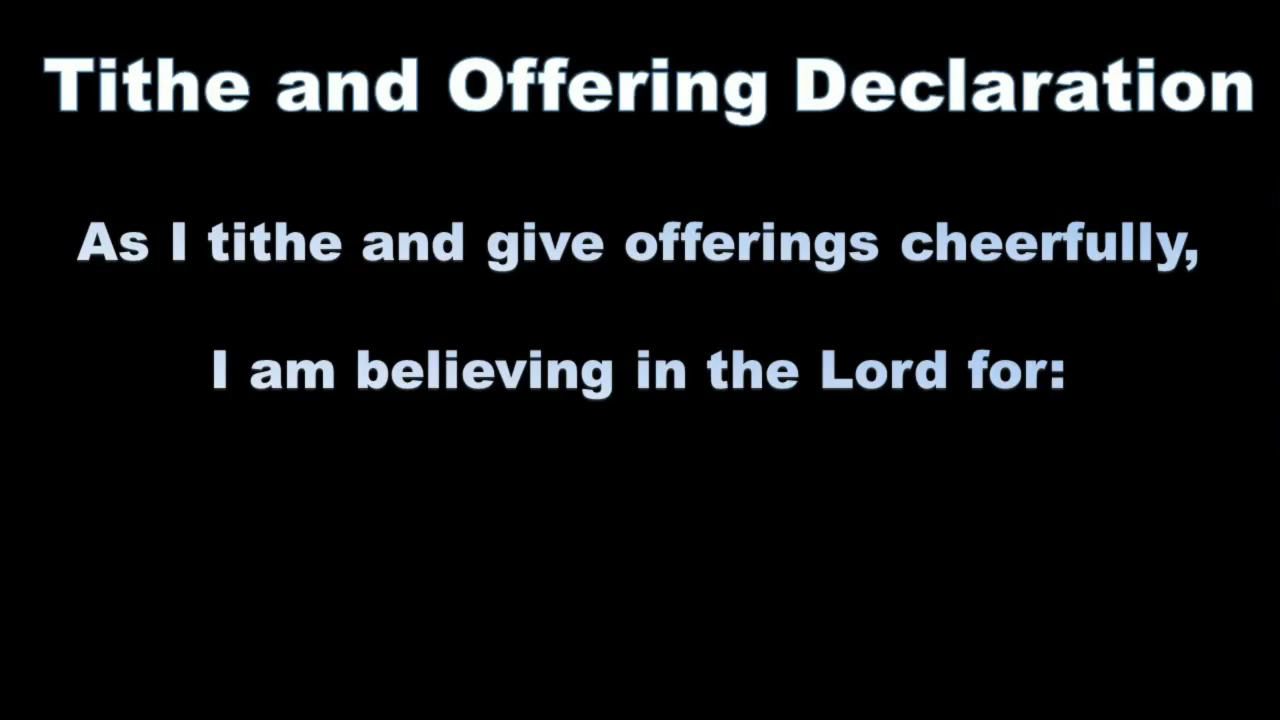 Tithe and Offering Declaration
As I tithe and give offerings cheerfully,
I am believing in the Lord for: